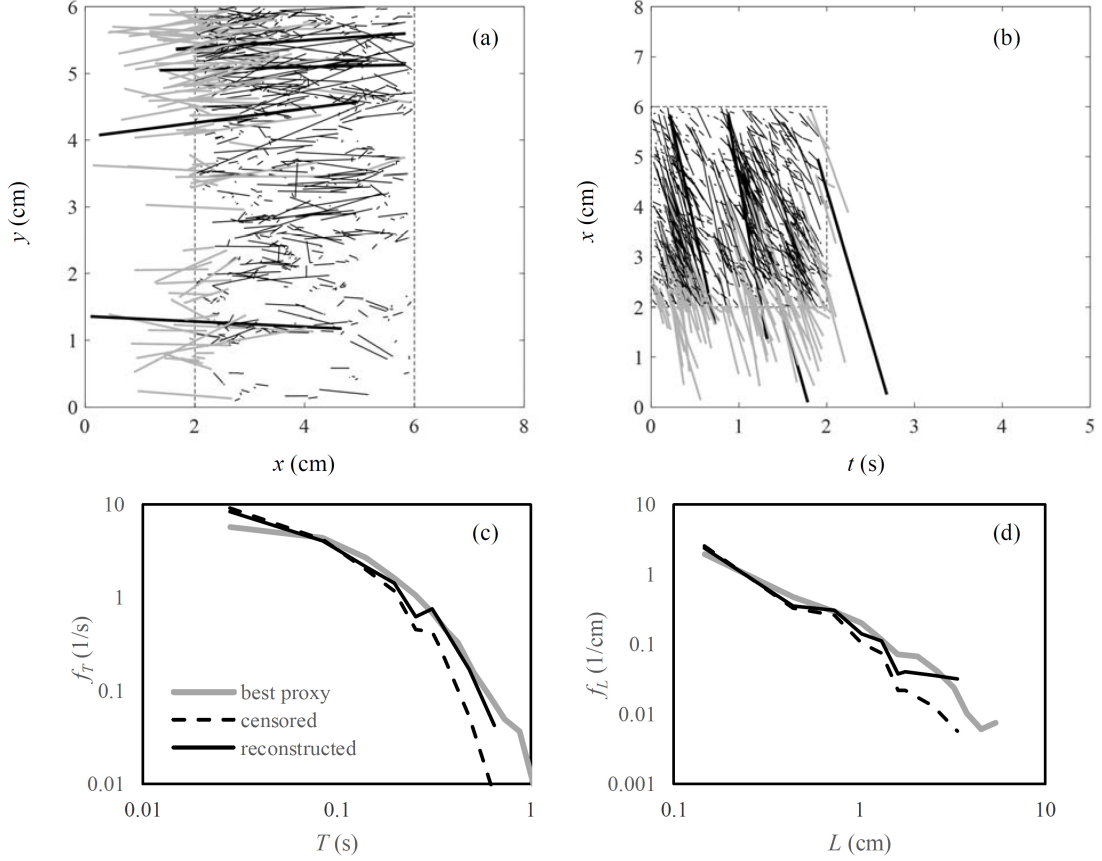 (a)
y (cm)
6
5
4
3
2
1
0
0 2 4 6 8
x (cm)
(b)
x (cm)
8
7
6
5
4
3
2
1
0
0 1 2 3 4 5
t (s)
(c)
f_T (1/s)
10
1
0.1
0.01
best proxy
censored
reconstructed
0.01 0.1 1
T (s)
(d)
f_L (1/cm)
10
1
0.1
0.01
0.001
0.1 1 10
L (cm)